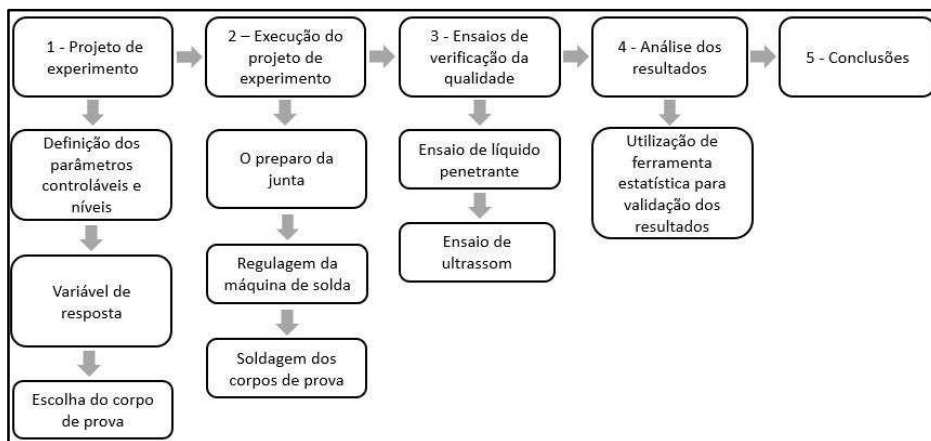 1 - Projeto de
experimento
2 – Execução do
projeto de
experimento
3 - Ensaios de
verificação da
qualidade
4 - Análise dos
resultados
5 - Conclusões
Definição dos
parâmetros
controláveis e
níveis
Variável de
resposta
Escolha do corpo
de prova
O preparo da
junta
Regulagem da
máquina de solda
Soldagem dos
corpos de prova
Ensaio de líquido
penetrante
Ensaio de
ultrassom
Utilização de
ferramenta
estatística para
validação dos
resultados